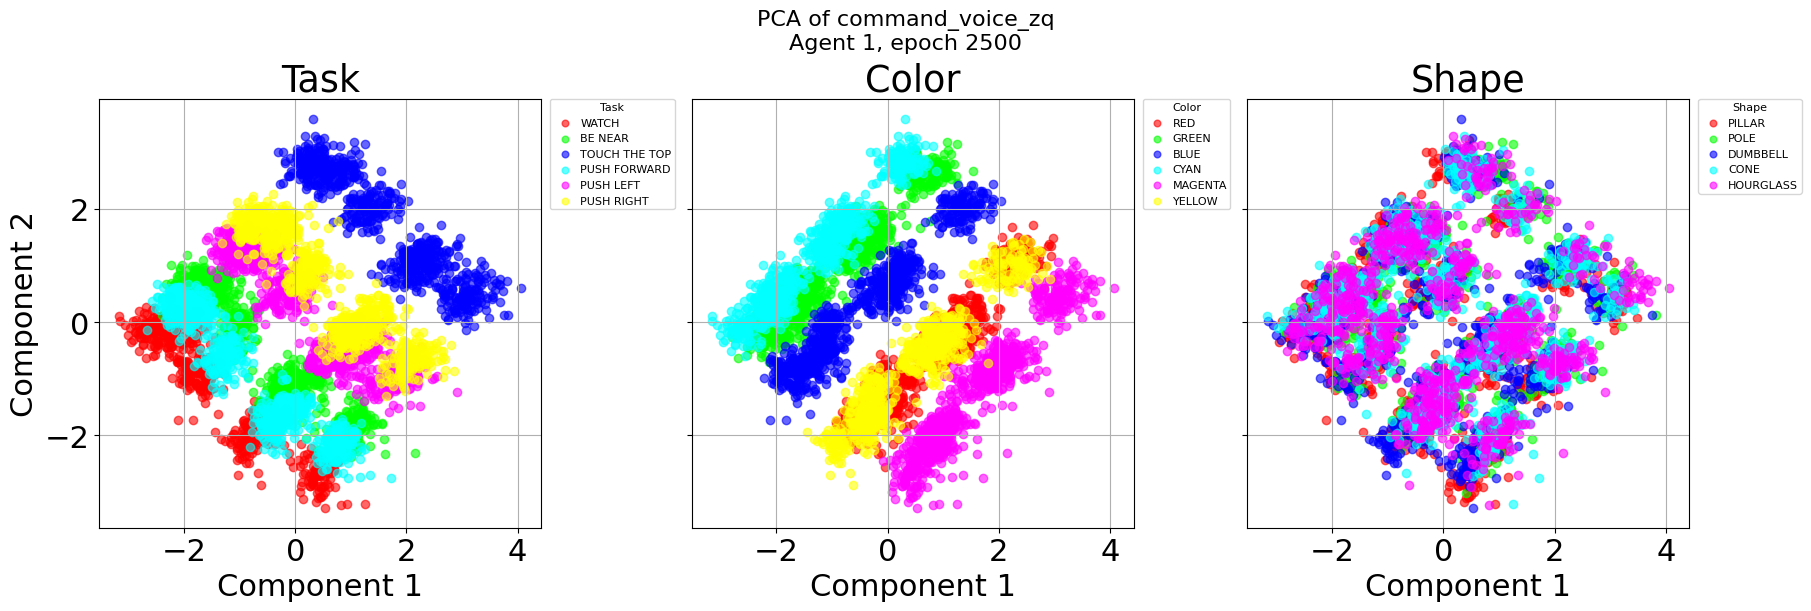 PCA of command_voice_zq
Agent 1, epoch 2500
Task
Color
Shape
Task
WATCH
BE NEAR
TOUCH THE TOP
PUSH FORWARD
PUSH LEFT
PUSH RIGHT
Color
RED
GREEN
BLUE
CYAN
MAGENTA
YELLOW
Shape
PILLAR
POLE
DUMBBELL
CONE
HOURGLASS
Component 2
2
0
−2
−2 0 2 4
−2 0 2 4
−2 0 2 4
Component 1
Component 1
Component 1